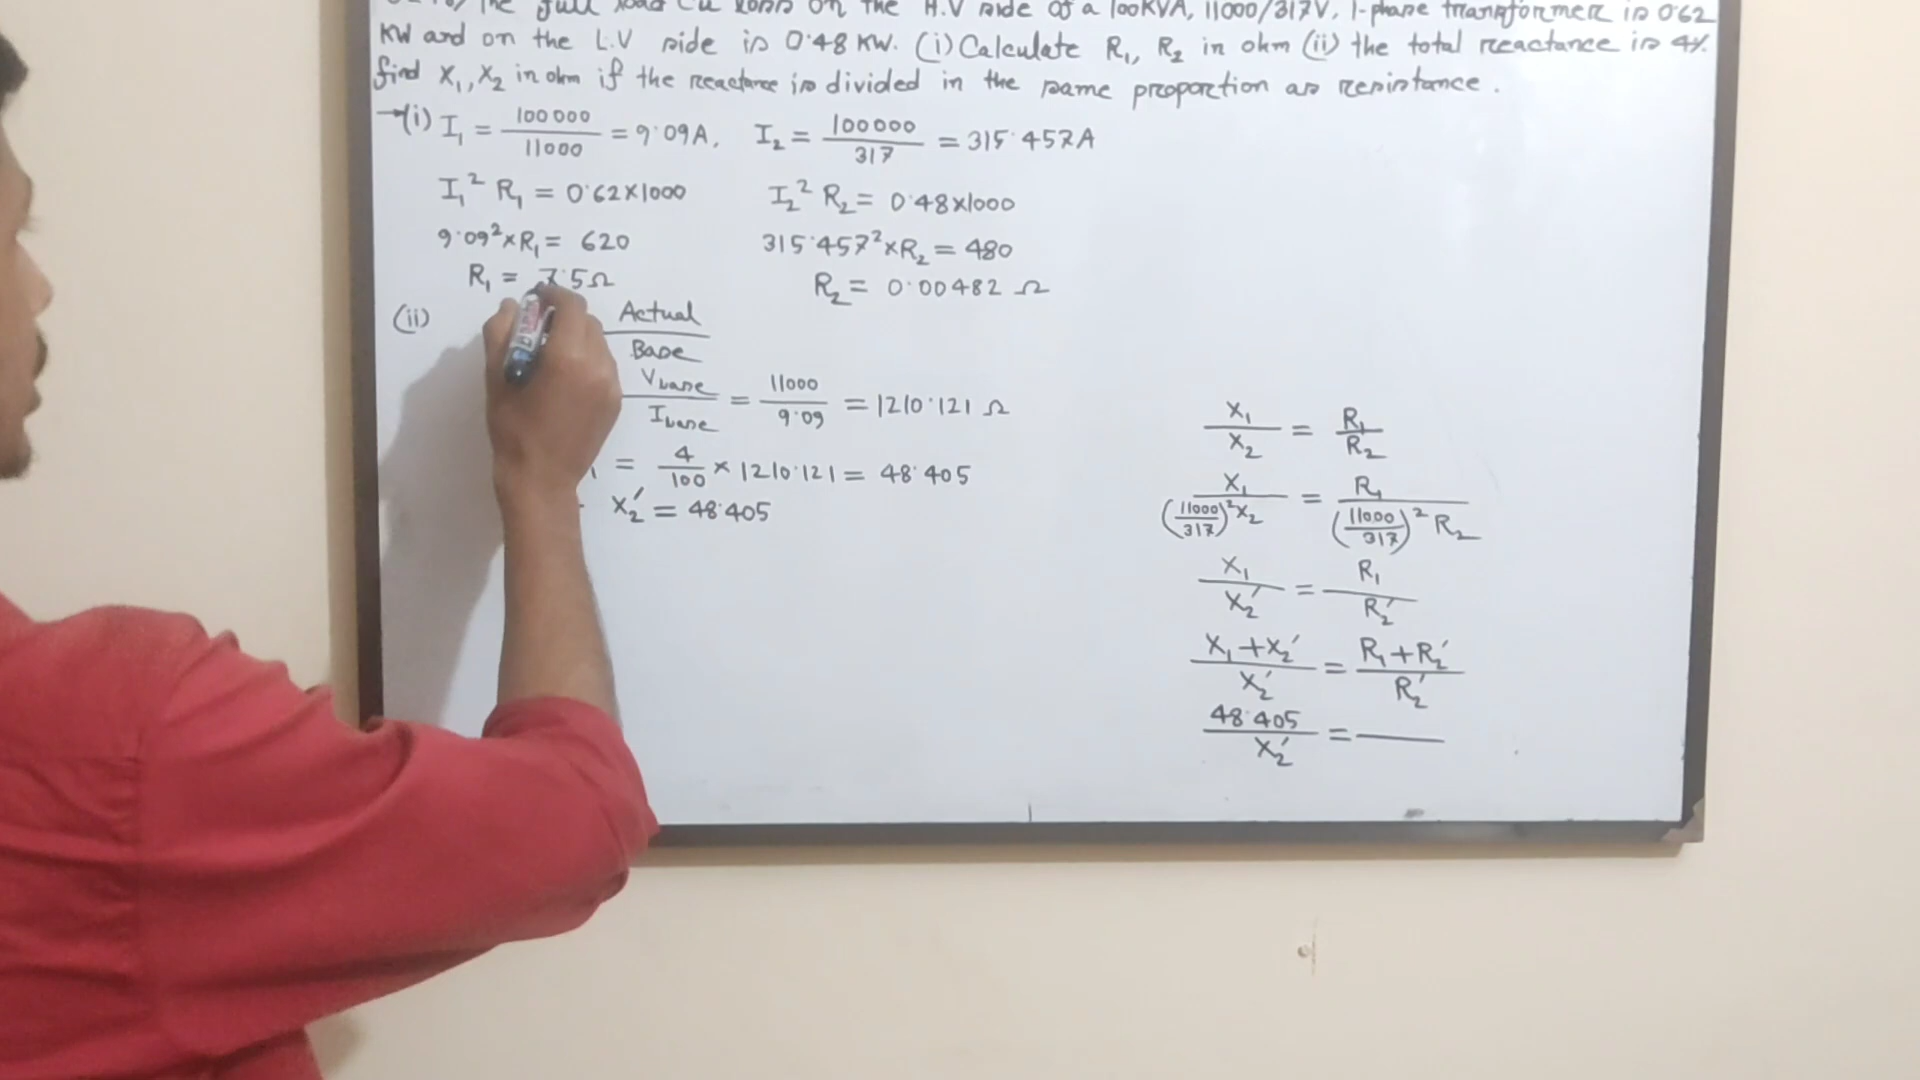 The full load Cu loss on the H.V side of a 100KVA, 11000/317V, 1-phase transformer is 0.62
KW and on the L.V side is 0.48 KW. (i) Calculate R₁, R₂ in ohm (ii) the total reactance is 4%
find X₁, X₂ in ohm if the reactance is divided in the same proportion as resistance.
→(i) I₁ = 100000/11000 = 9.09A, I₂ = 100000/317 = 315.457A
I₁² R₁ = 0.62×1000 I₂² R₂ = 0.48×1000
9.09²×R₁ = 620 315.457²×R₂ = 480
R₁ = 7.5Ω R₂ = 0.00482 Ω
(ii) Actual/Base
Vbase/Ibase = 11000/9.09 = 1210.121 Ω
= 4/100 × 1210.121 = 48.405
X₂′ = 48.405
X₁/X₂ = R₁/R₂
X₁/(11000/317)²X₂ = R₁/(11000/317)² R₂
X₁/X₂′ = R₁/R₂′
X₁+X₂′/X₂′ = R₁+R₂′/R₂′
48.405/X₂′ =